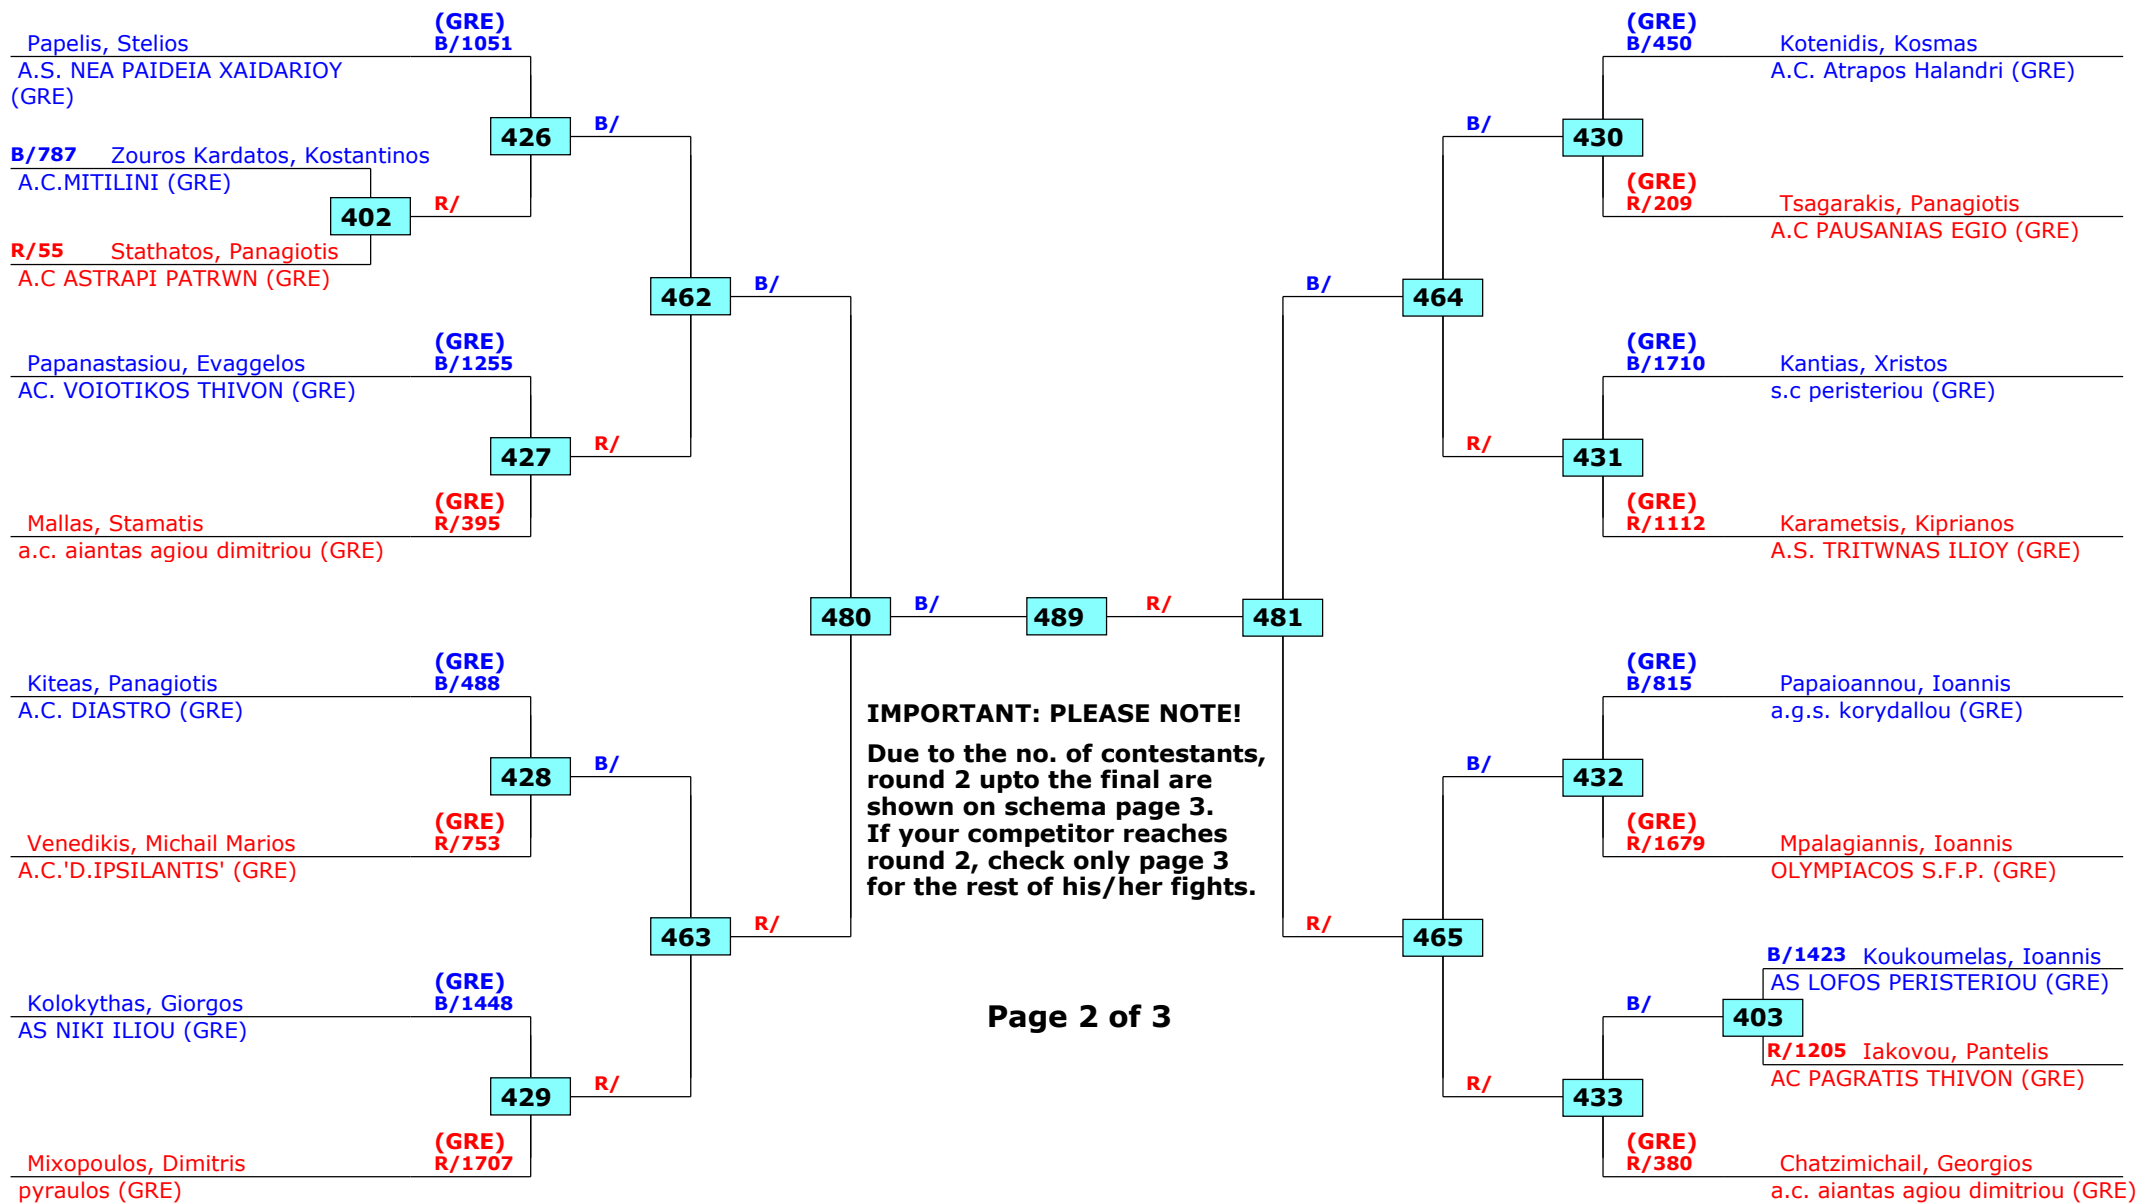 (GRE)
Papelis, Stelios B/1051
A.S. NEA PAIDEIA XAIDARIOY
(GRE)
426
B/
B/787 Zouros Kardatos, Kostantinos
A.C.MITILINI (GRE)
402
R/
R/55 Stathatos, Panagiotis
A.C ASTRAPI PATRWN (GRE)
462
B/
(GRE)
Papanastasiou, Evaggelos B/1255
AC. VOIOTIKOS THIVON (GRE)
427
R/
(GRE)
Mallas, Stamatis R/395
a.c. aiantas agiou dimitriou (GRE)
480
B/
489
R/
481
(GRE)
Kiteas, Panagiotis B/488
A.C. DIASTRO (GRE)
428
B/
(GRE)
Venedikis, Michail Marios R/753
A.C.'D.IPSILANTIS' (GRE)
463
R/
(GRE)
Kolokythas, Giorgos B/1448
AS NIKI ILIOU (GRE)
429
R/
(GRE)
Mixopoulos, Dimitris R/1707
pyraulos (GRE)
IMPORTANT: PLEASE NOTE!
Due to the no. of contestants,
round 2 upto the final are
shown on schema page 3.
If your competitor reaches
round 2, check only page 3
for the rest of his/her fights.
Page 2 of 3
(GRE)
B/450 Kotenidis, Kosmas
A.C. Atrapos Halandri (GRE)
B/
430
(GRE)
R/209 Tsagarakis, Panagiotis
A.C PAUSANIAS EGIO (GRE)
B/
464
(GRE)
B/1710 Kantias, Xristos
s.c peristeriou (GRE)
R/
431
(GRE)
R/1112 Karametsis, Kiprianos
A.S. TRITWNAS ILIOY (GRE)
(GRE)
B/815 Papaioannou, Ioannis
a.g.s. korydallou (GRE)
B/
432
(GRE)
R/1679 Mpalagiannis, Ioannis
OLYMPIACOS S.F.P. (GRE)
R/
465
B/1423 Koukoumelas, Ioannis
AS LOFOS PERISTERIOU (GRE)
B/
403
R/1205 Iakovou, Pantelis
AC PAGRATIS THIVON (GRE)
R/
433
(GRE)
R/380 Chatzimichail, Georgios
a.c. aiantas agiou dimitriou (GRE)